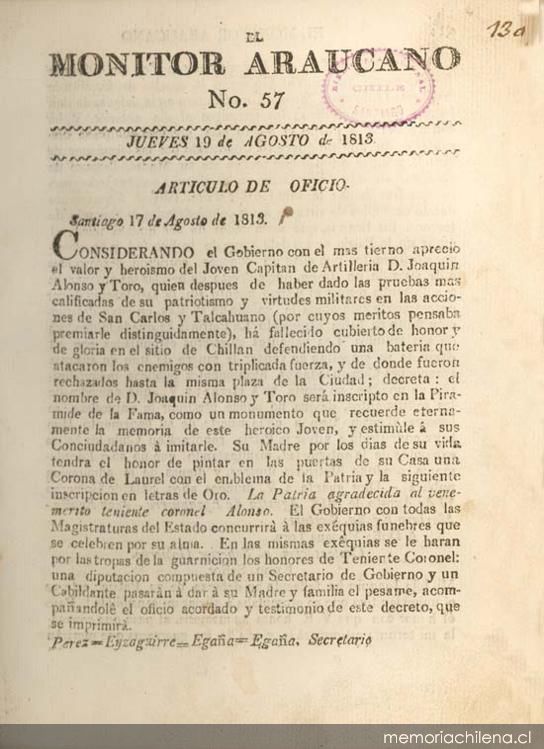 13a
EL
MONITOR ARAUCANO
No. 57
CHILE
JUEVES 19 de AGOSTO de 1813
ARTICULO DE OFICIO.
Santiago 17 de Agosto de 1813.
CONSIDERANDO el Gobierno con el mas tierno aprecio
el valor y heroismo del Joven Capitan de Artilleria D. Joaquin
Alonso y Toro, quien despues de haber dado las pruebas mas
calificadas de su patriotismo y virtudes militares en las accio-
nes de San Carlos y Talcahuano (por cuyos meritos pensaba
premiarle distinguidamente), há fallecido cubierto de honor y
de gloria en el sitio de Chillan defendiendo una bateria que
atacaron los enemigos con triplicada fuerza, y de donde fueron
rechazados hasta la misma plaza de la Ciudad; decreta: el
nombre de D. Joaquin Alonso y Toro será inscripto en la Pira-
mide de la Fama, como un monumento que recuerde eterna-
mente la memoria de este heroico Joven, y estimùle á sus
Conciudadanos à imitarle. Su Madre por los dias de su vida
tendra el honor de pintar en las puertas de su Casa una
Corona de Laurel con el emblema de la Patria y la siguiente
inscripcion en letras de Oro. La Patria agradecida al vene-
merito teniente coronel Alonso. El Gobierno con todas las
Magistraturas del Estado concurrirà à las exêquias funebres que
se celebren por su alma. En las mismas exêquias se le haran
por las tropas de la guarnicion los honores de Teniente Coronel:
una diputacion compuesta de un Secretario de Gobierno y un
Cabildante pasarán à dár à su Madre y familia el pesame, acom-
pañandolê el oficio acordado y testimonio de este decreto, que
se imprimirá.
Perez=Eyzaguirre=Egaña=Egaña, Secretario
memoriachilena.cl